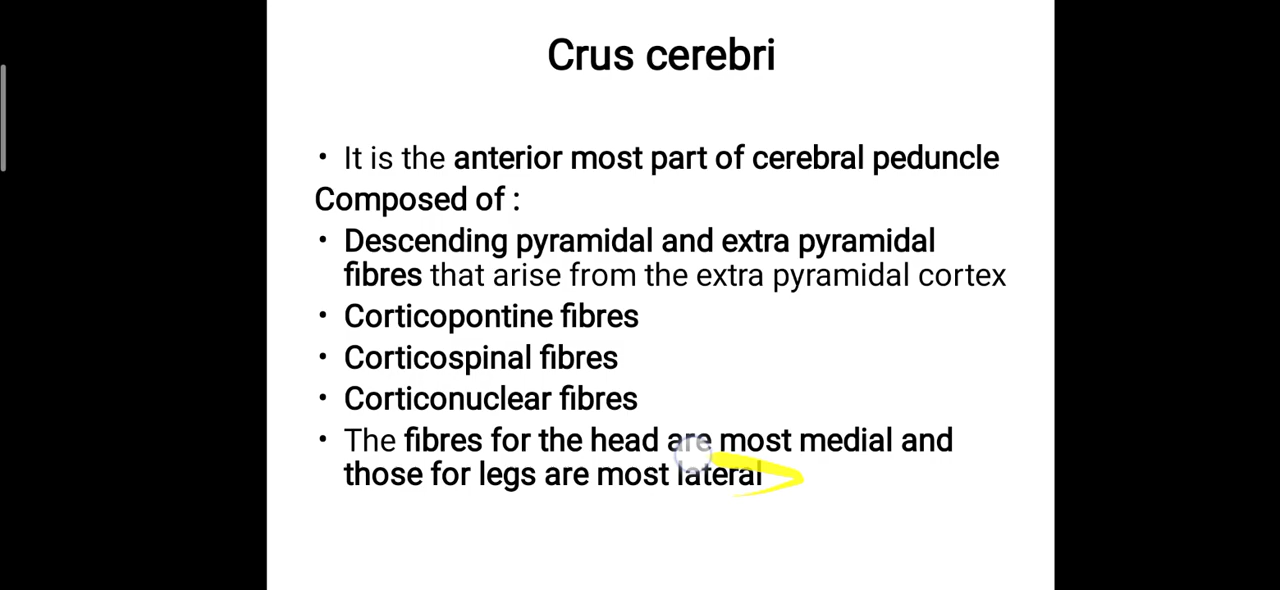 Crus cerebri
• It is the anterior most part of cerebral peduncle
Composed of :
• Descending pyramidal and extra pyramidal
fibres that arise from the extra pyramidal cortex
• Corticopontine fibres
• Corticospinal fibres
• Corticonuclear fibres
• The fibres for the head are most medial and
those for legs are most lateral